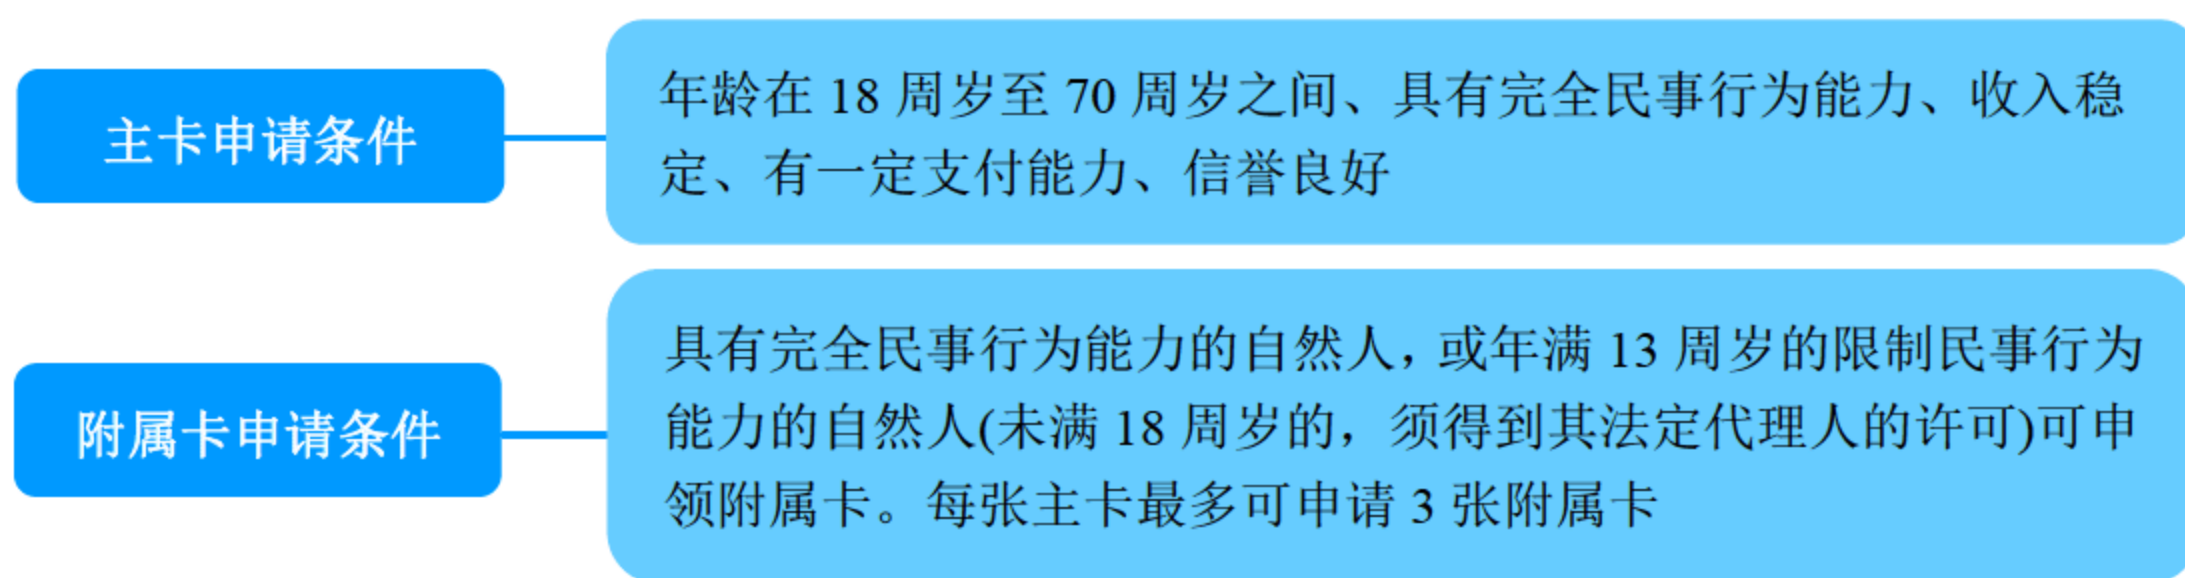 主卡申请条件
年龄在 18 周岁至 70 周岁之间、具有完全民事行为能力、收入稳
定、有一定支付能力、信誉良好
附属卡申请条件
具有完全民事行为能力的自然人，或年满 13 周岁的限制民事行为
能力的自然人(未满 18 周岁的，须得到其法定代理人的许可)可申
领附属卡。每张主卡最多可申请 3 张附属卡